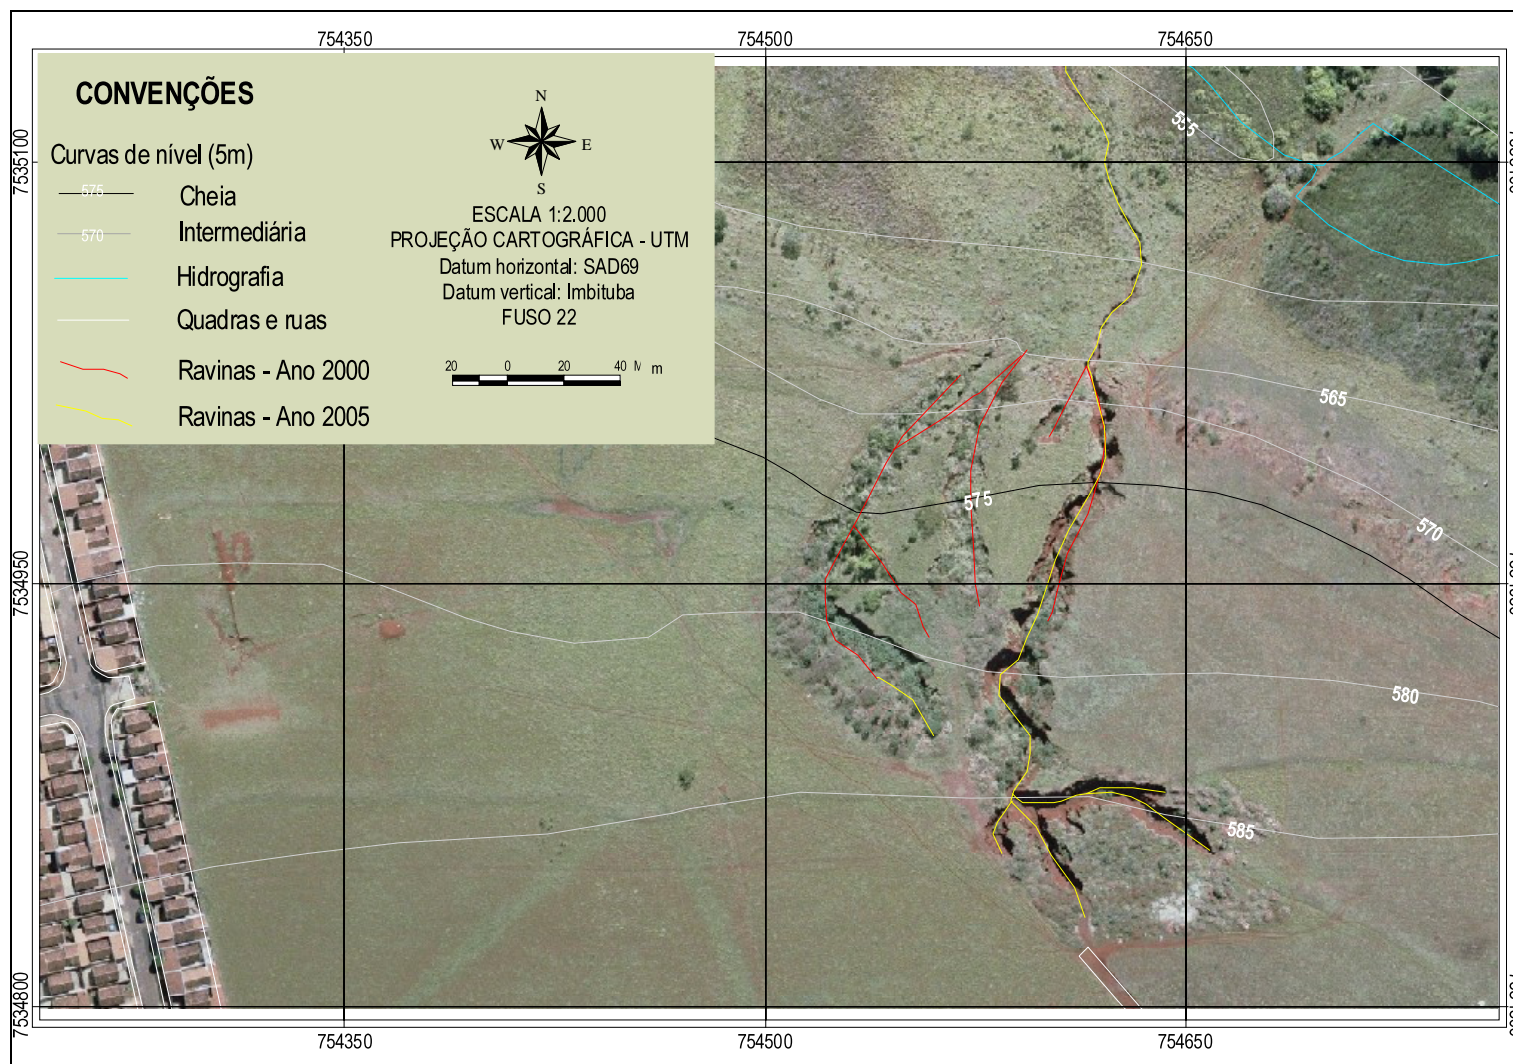 754350
754500
754650
CONVENÇÕES
Curvas de nível (5m)
575
Cheia
570
Intermediária
Hidrografia
Quadras e ruas
Ravinas - Ano 2000
Ravinas - Ano 2005
N
W
E
S
ESCALA 1:2.000
PROJEÇÃO CARTOGRÁFICA - UTM
Datum horizontal: SAD69
Datum vertical: Imbituba
FUSO 22
20 0 20 40 m
7535100
7534950
7534800
555
565
575
570
580
585
754350
754500
754650